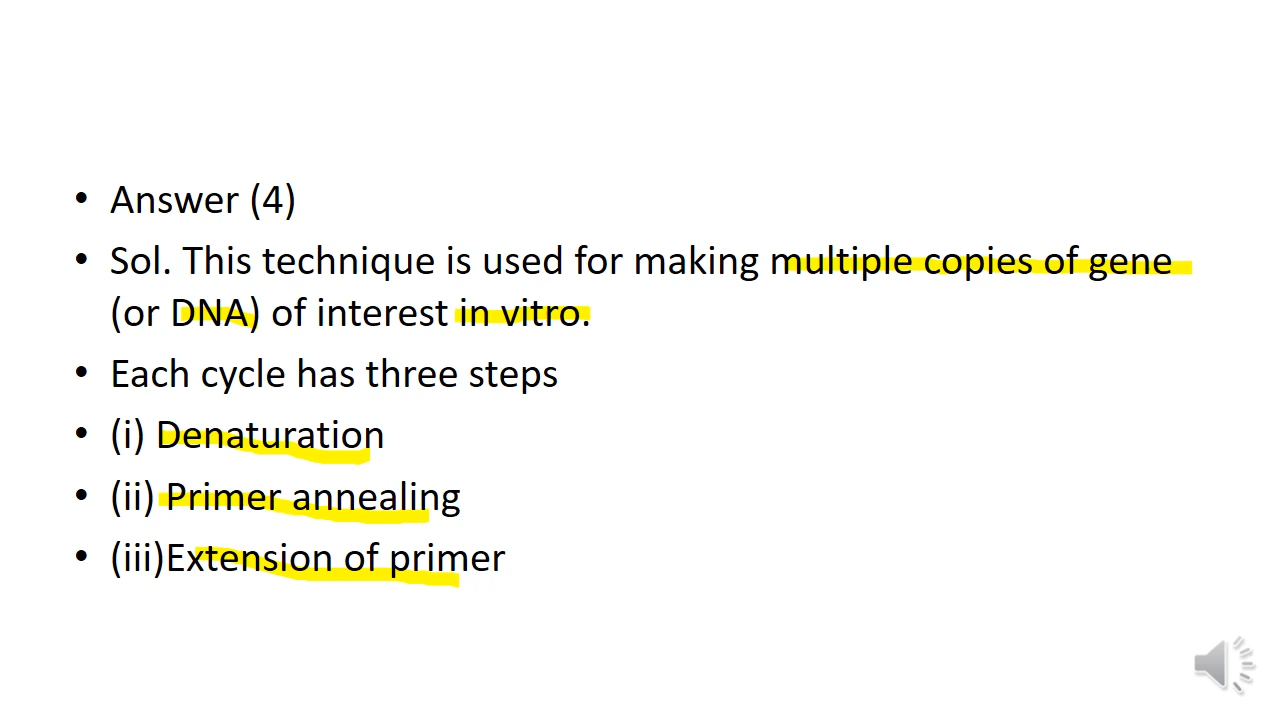 • Answer (4)
• Sol. This technique is used for making multiple copies of gene
(or DNA) of interest in vitro.
• Each cycle has three steps
• (i) Denaturation
• (ii) Primer annealing
• (iii)Extension of primer